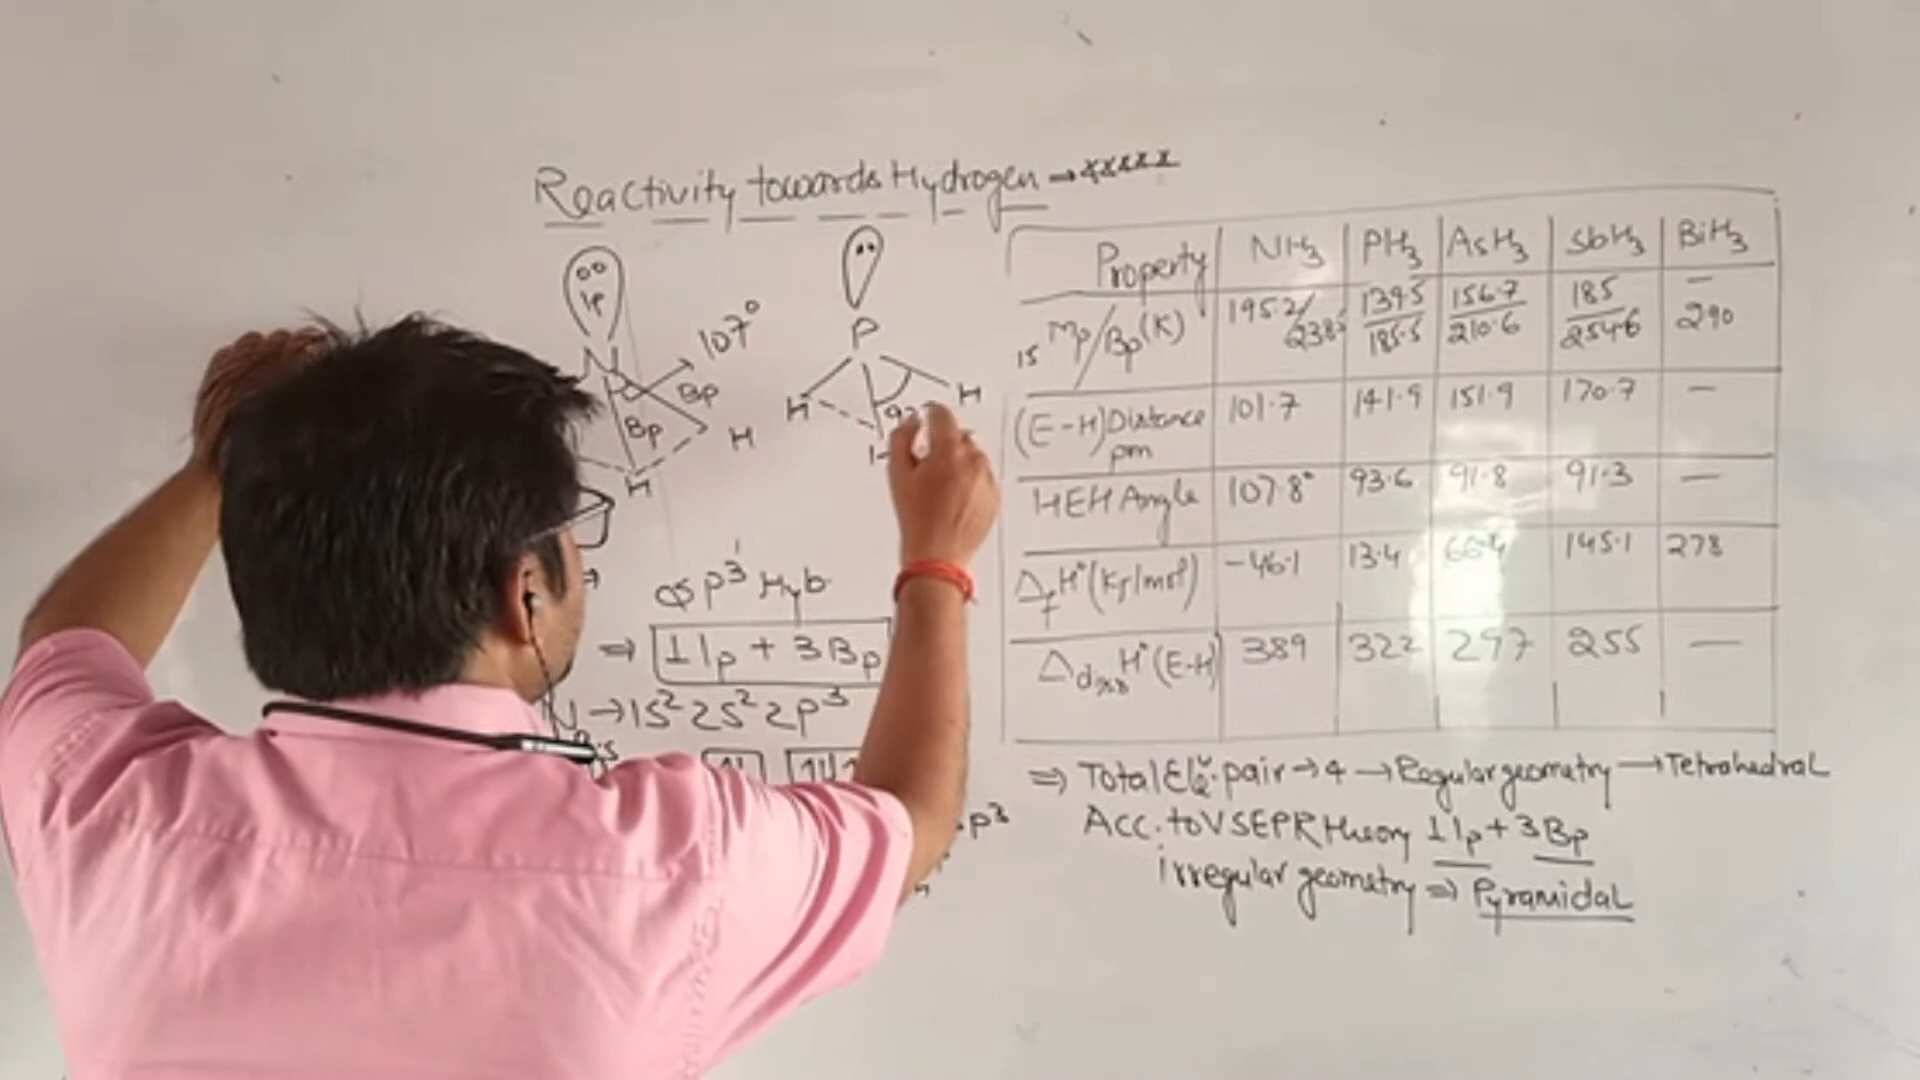 Reactivity towards Hydrogen → xxxxx
lp
N
107°
Bp
Bp
H
H
P
H
H
sp³ Hyb
⇒ 1lp + 3Bp
N → 1s² 2s² 2p³
p³
Property NH₃ PH₃ AsH₃ SbH₃ BiH₃
Mp/Bp(K) 195.2/238.5 139.5/185.5 156.7/210.6 185/254.6 — 290
(E-H) Distance pm 101.7 141.9 151.9 170.7 —
HEH Angle 107.8° 93.6 91.8 91.3 —
ΔfH°(KJ/mol) -46.1 13.4 66.4 145.1 278
ΔdissH°(E-H) 389 322 297 255 —
⇒ Total Elec. pair → 4 → Regular geometry → Tetrahedral
Acc. to VSEPR theory 1lp + 3Bp
irregular geometry ⇒ Pyramidal